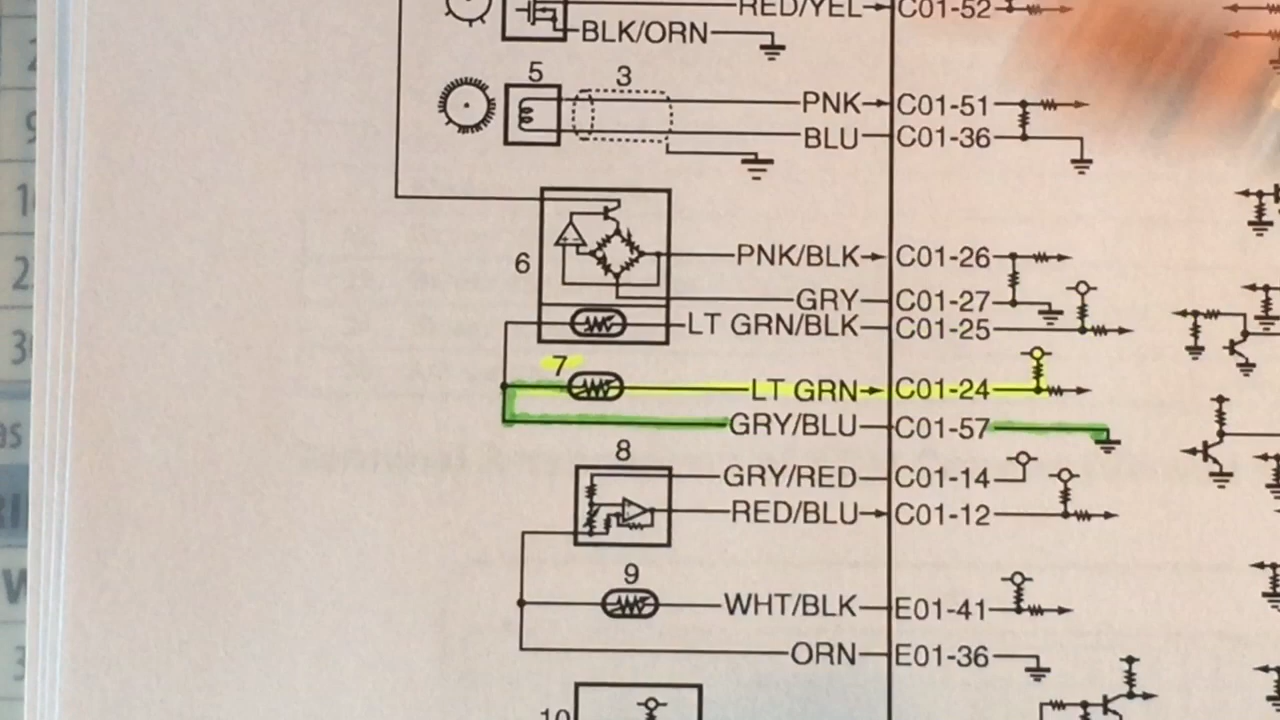 RED/YEL C01-52
BLK/ORN
5 3
PNK C01-51
BLU C01-36
6
PNK/BLK C01-26
GRY C01-27
LT GRN/BLK C01-25
7
LT GRN C01-24
GRY/BLU C01-57
8
GRY/RED C01-14
RED/BLU C01-12
9
WHT/BLK E01-41
ORN E01-36
10